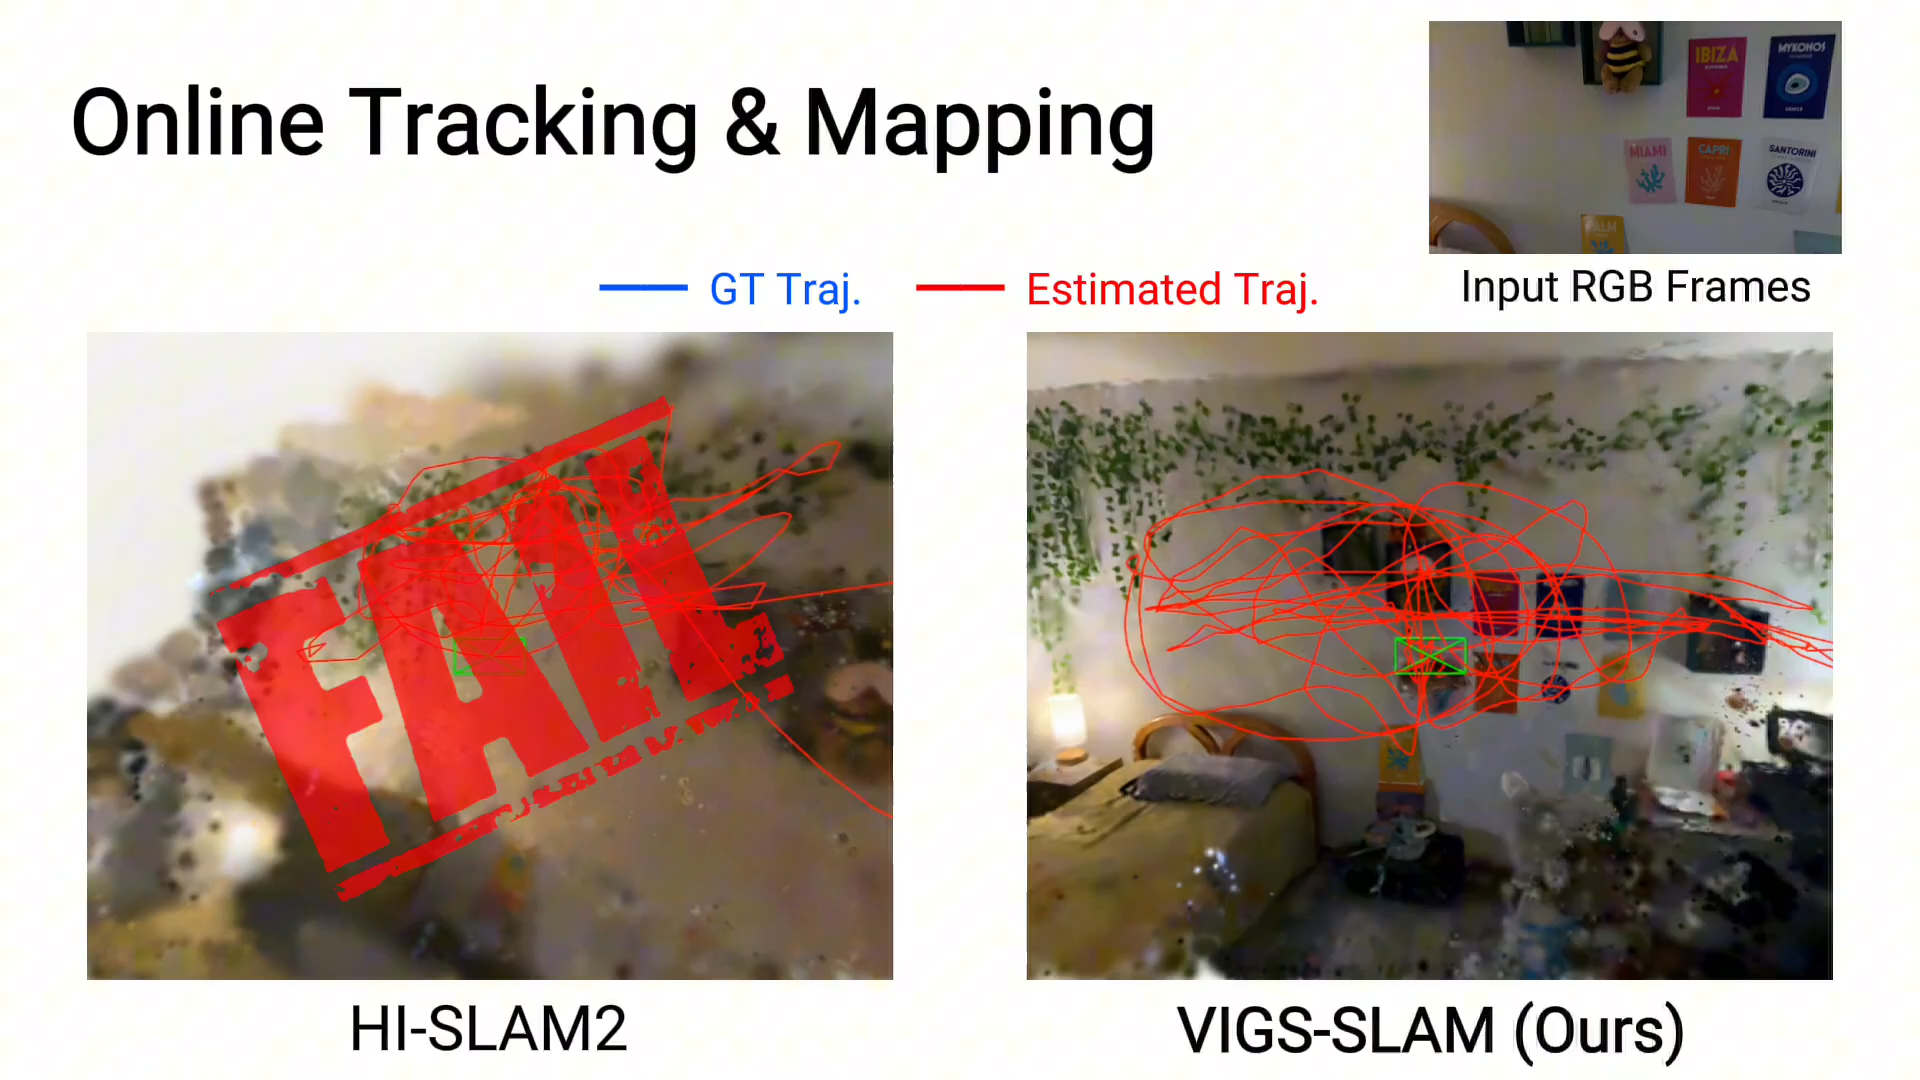 Online Tracking & Mapping
IBIZA
MYKONOS
MIAMI
CAPRI
SANTORINI
PALM
GT Traj.
Estimated Traj.
Input RGB Frames
FAIL
HI-SLAM2
VIGS-SLAM (Ours)